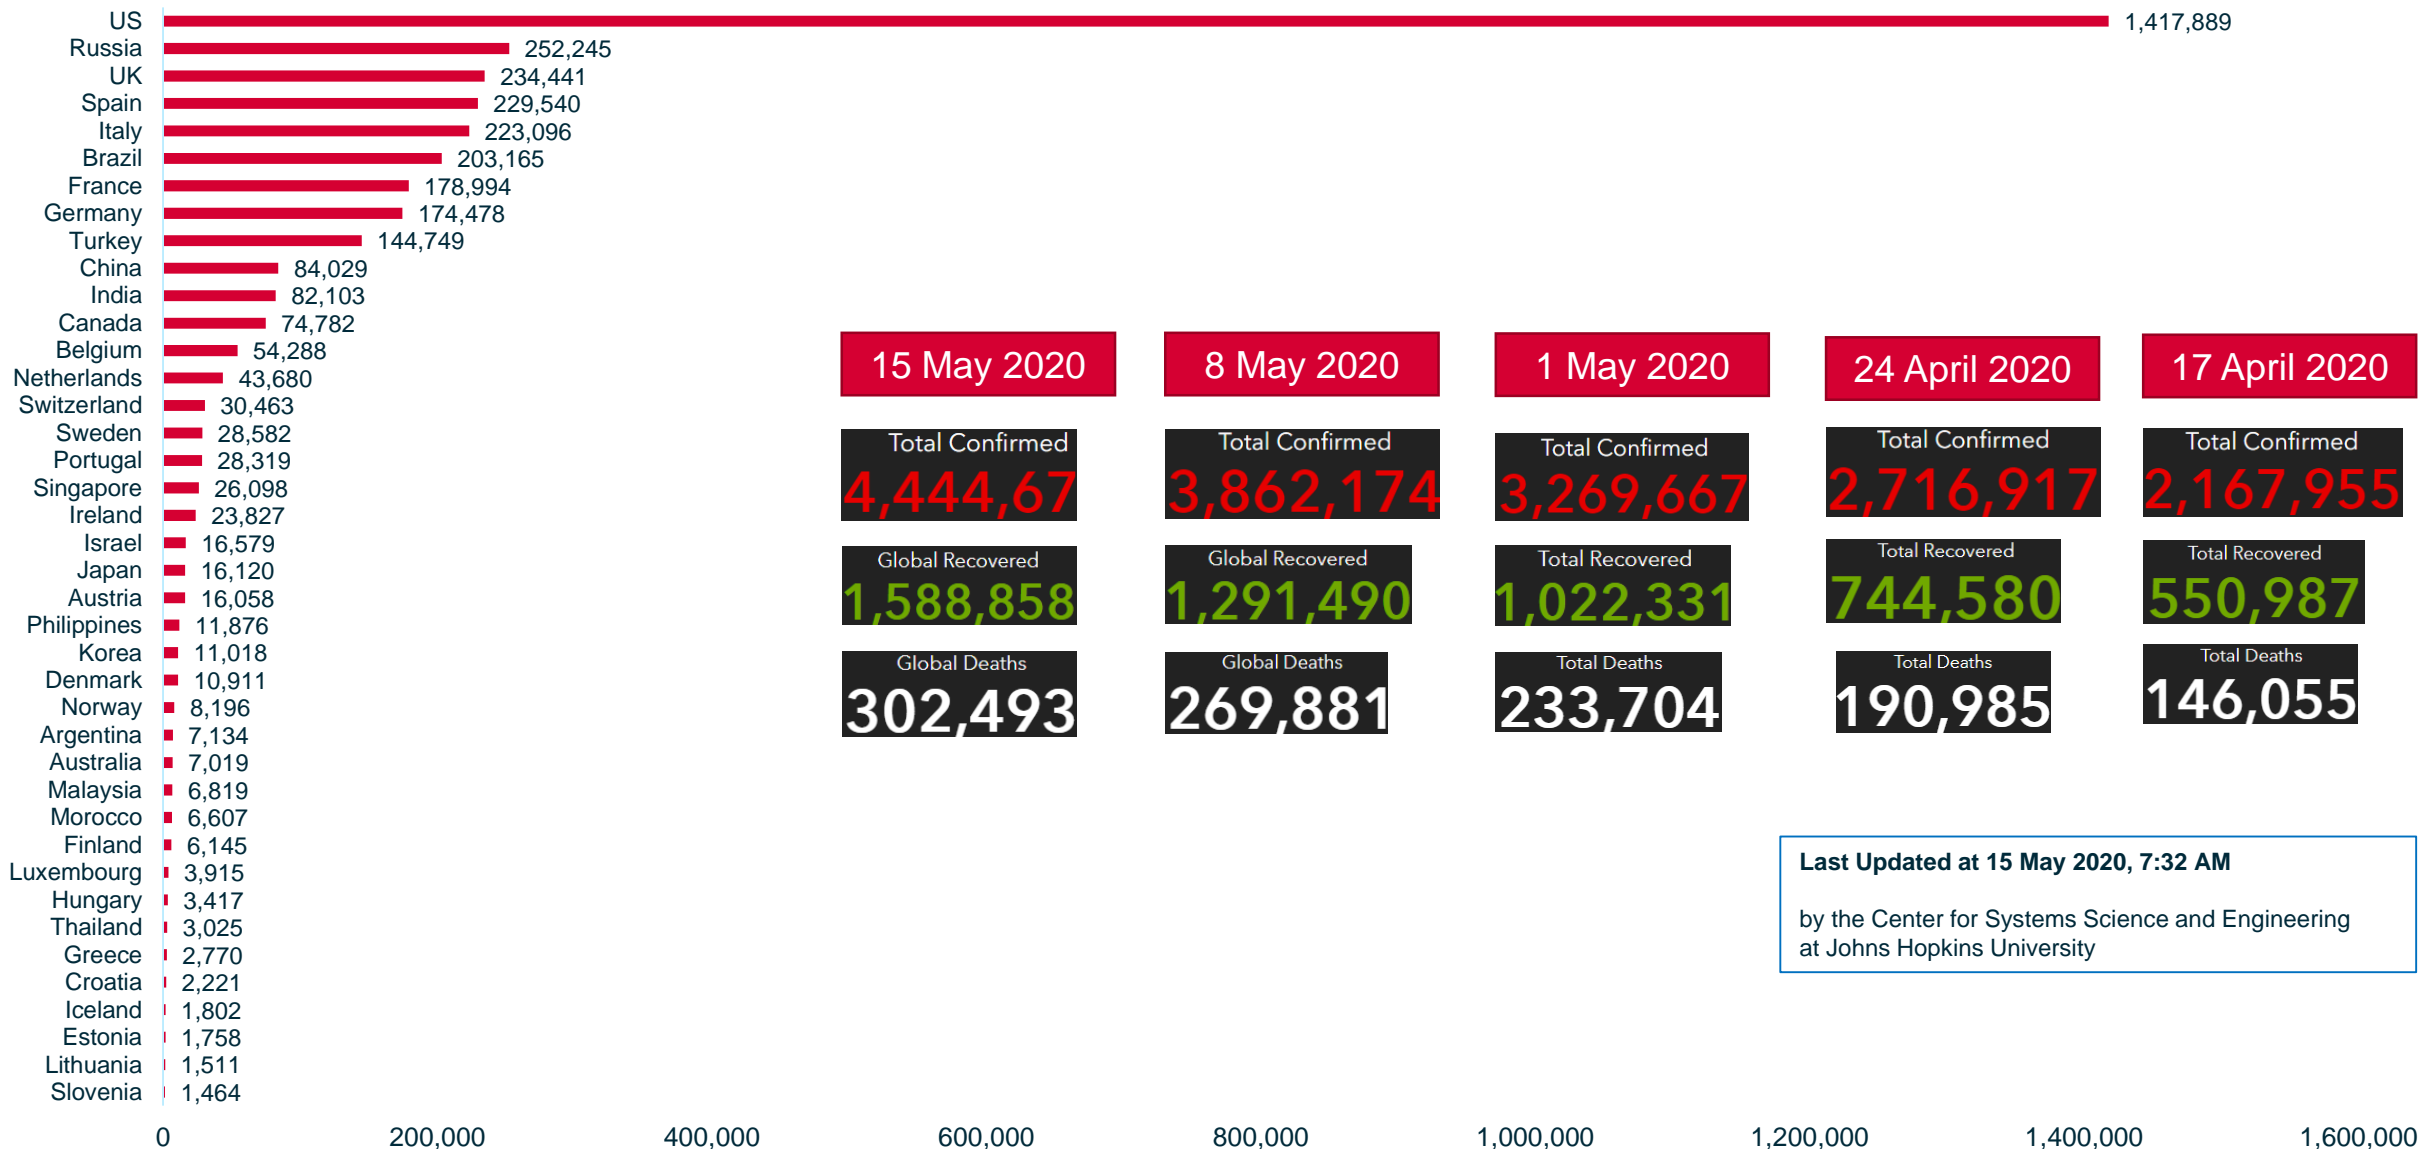 US 1,417,889
Russia 252,245
UK 234,441
Spain 229,540
Italy 223,096
Brazil 203,165
France 178,994
Germany 174,478
Turkey 144,749
China 84,029
India 82,103
Canada 74,782
Belgium 54,288
Netherlands 43,680
Switzerland 30,463
Sweden 28,582
Portugal 28,319
Singapore 26,098
Ireland 23,827
Israel 16,579
Japan 16,120
Austria 16,058
Philippines 11,876
Korea 11,018
Denmark 10,911
Norway 8,196
Argentina 7,134
Australia 7,019
Malaysia 6,819
Morocco 6,607
Finland 6,145
Luxembourg 3,915
Hungary 3,417
Thailand 3,025
Greece 2,770
Croatia 2,221
Iceland 1,802
Estonia 1,758
Lithuania 1,511
Slovenia 1,464
0 200,000 400,000 600,000 800,000 1,000,000 1,200,000 1,400,000 1,600,000
15 May 2020
Total Confirmed
4,444,67
Global Recovered
1,588,858
Global Deaths
302,493
8 May 2020
Total Confirmed
3,862,174
Global Recovered
1,291,490
Global Deaths
269,881
1 May 2020
Total Confirmed
3,269,667
Total Recovered
1,022,331
Total Deaths
233,704
24 April 2020
Total Confirmed
2,716,917
Total Recovered
744,580
Total Deaths
190,985
17 April 2020
Total Confirmed
2,167,955
Total Recovered
550,987
Total Deaths
146,055
Last Updated at 15 May 2020, 7:32 AM
by the Center for Systems Science and Engineering
at Johns Hopkins University